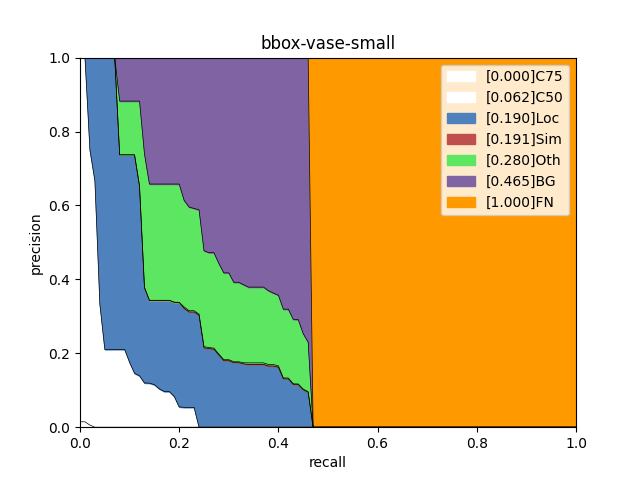 bbox-vase-small
1.0
0.8
0.6
0.4
0.2
0.0
precision
[0.000]C75
[0.062]C50
[0.190]Loc
[0.191]Sim
[0.280]Oth
[0.465]BG
[1.000]FN
0.0 0.2 0.4 0.6 0.8 1.0
recall